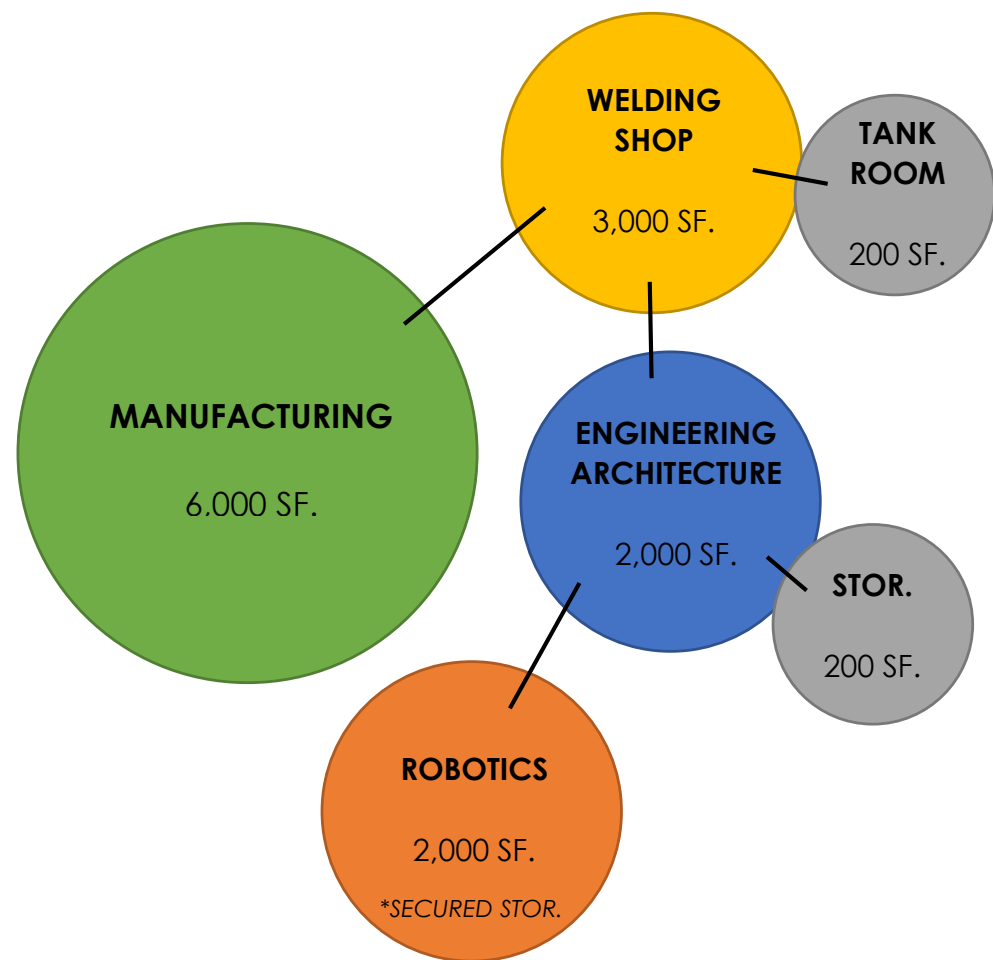 WELDING
SHOP
3,000 SF.
TANK
ROOM
200 SF.
MANUFACTURING
6,000 SF.
ENGINEERING
ARCHITECTURE
2,000 SF.
STOR.
200 SF.
ROBOTICS
2,000 SF.
*SECURED STOR.